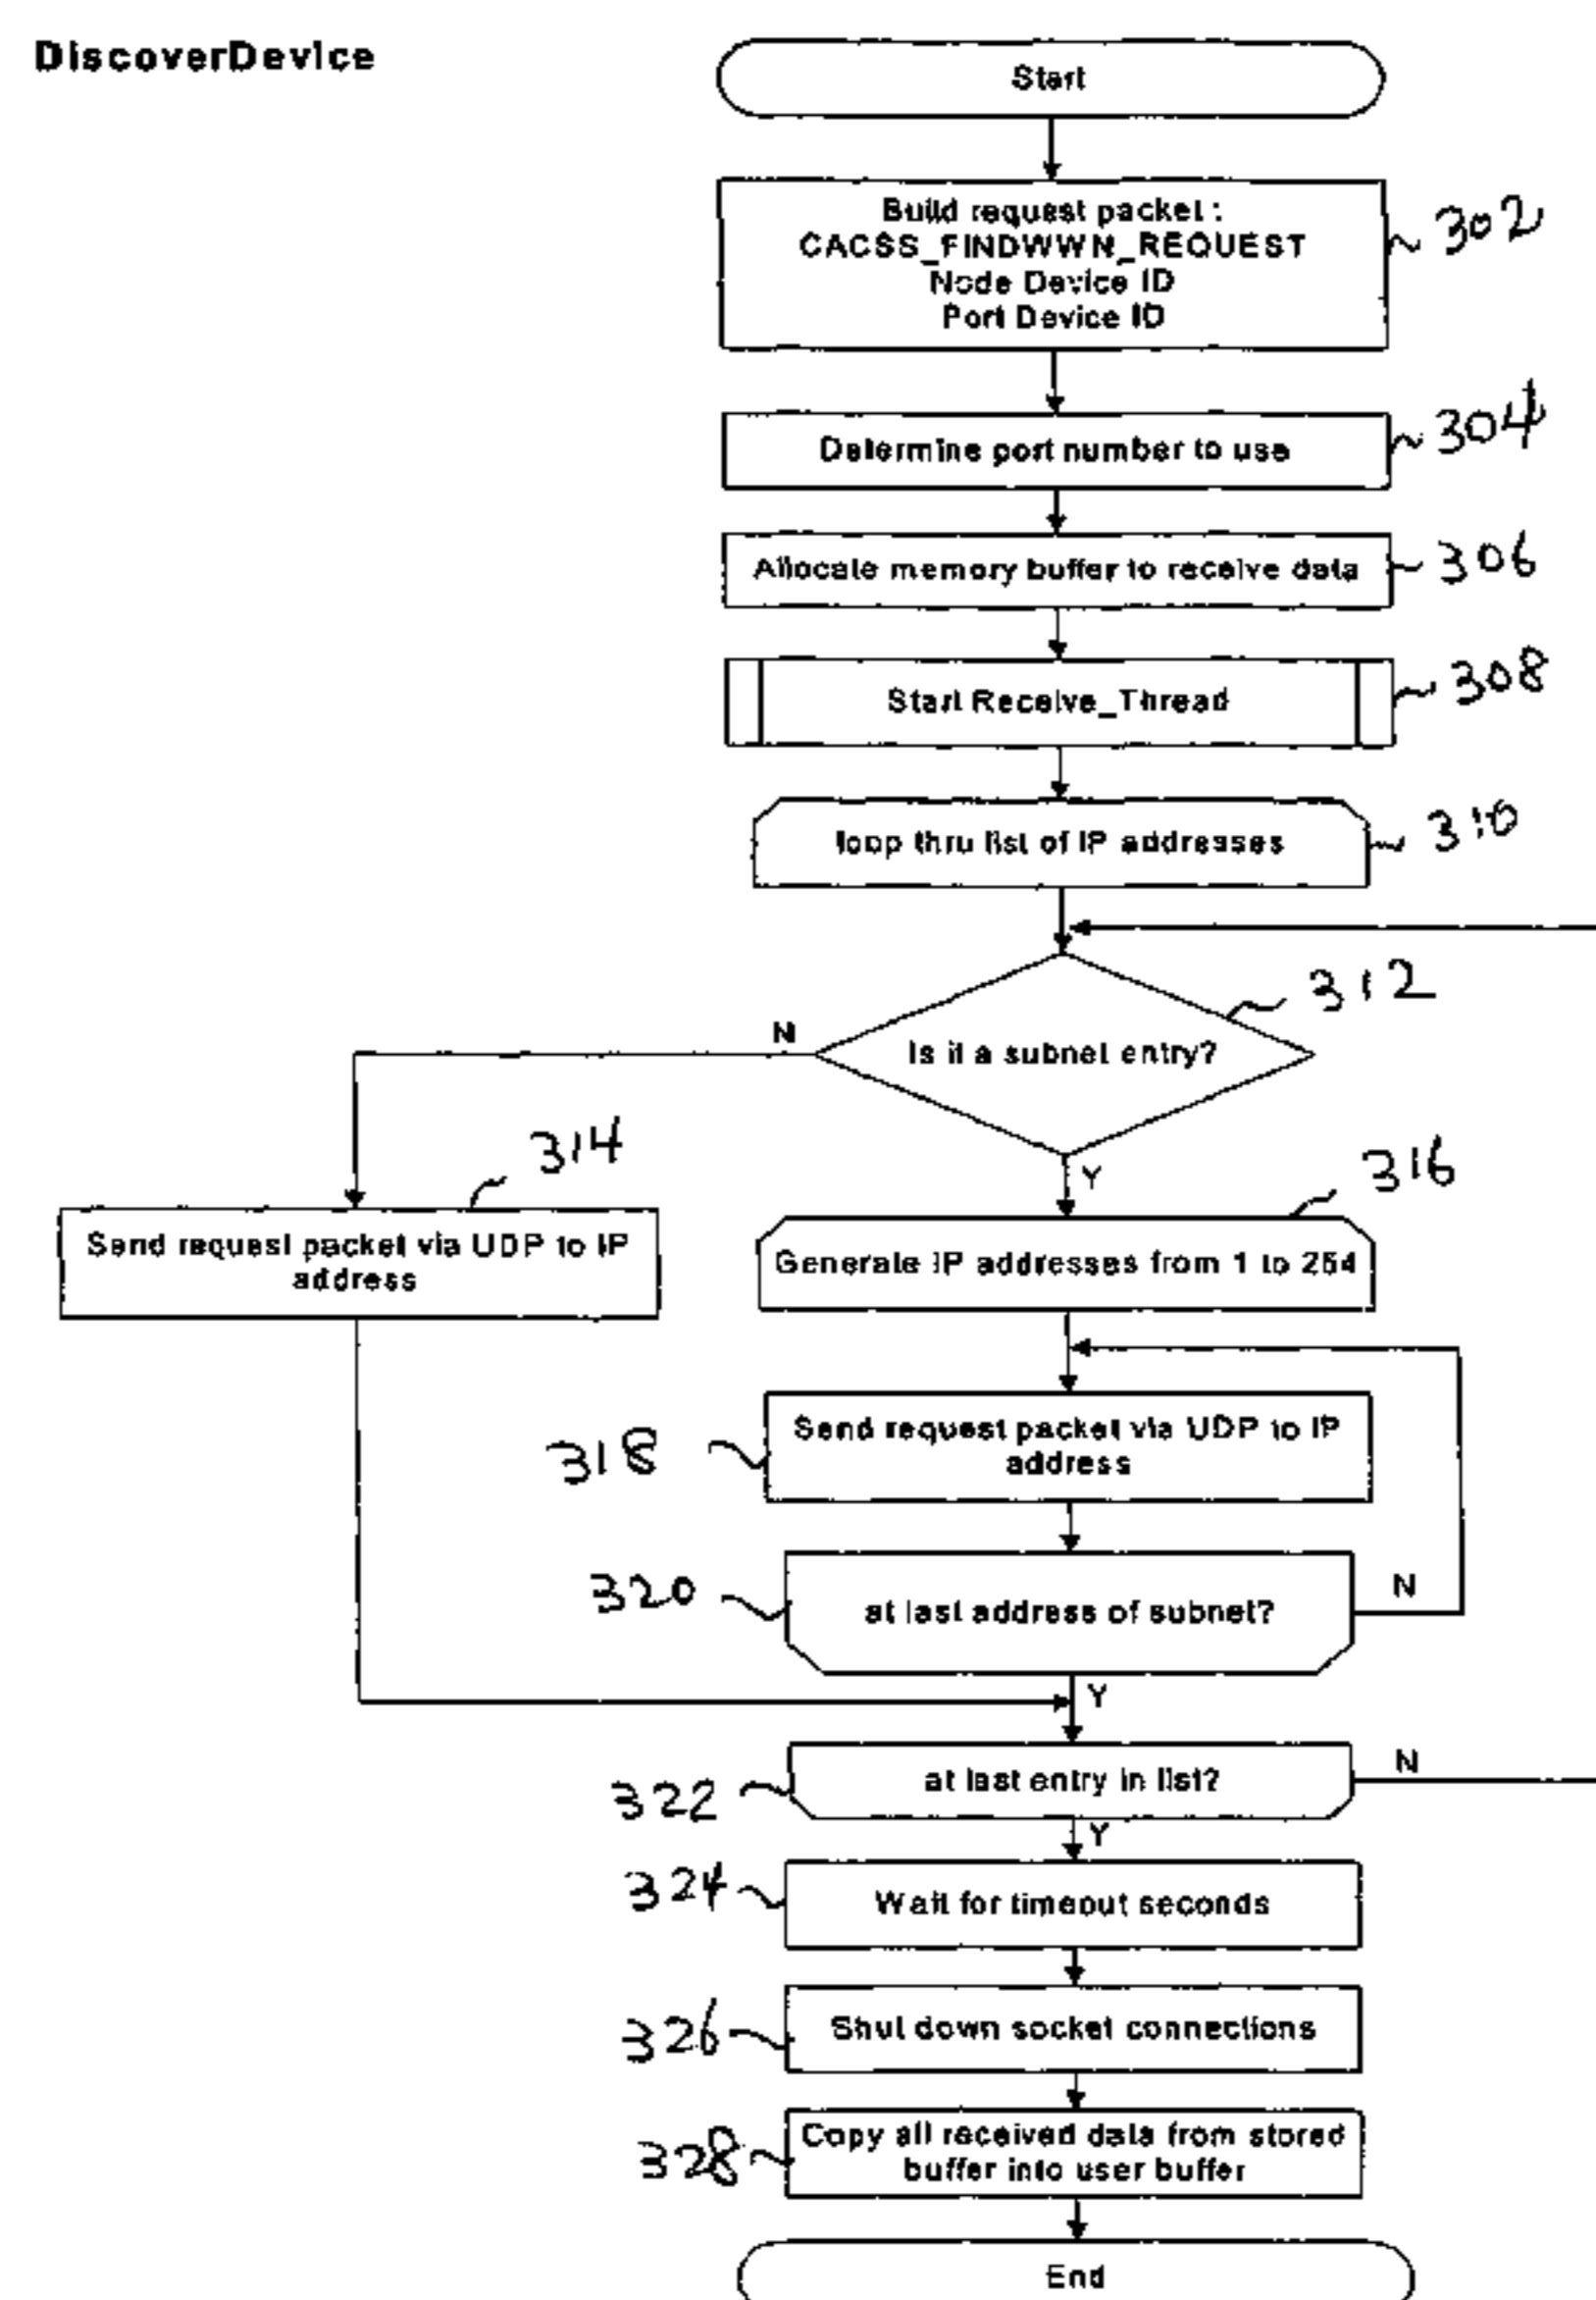 DiscoverDevice
Start
Build request packet :
CACSS_FINDWWN_REQUEST
Node Device ID
Port Device ID
302
Determine port number to use
304
Allocate memory buffer to receive data
306
Start Receive_Thread
308
loop thru list of IP addresses
310
Is it a subnet entry?
312
N
Y
314
Send request packet via UDP to IP
address
316
Generate IP addresses from 1 to 254
318
Send request packet via UDP to IP
address
320
at last address of subnet?
N
Y
322
at last entry in list?
N
Y
324
Wait for timeout seconds
326
Shut down socket connections
328
Copy all received data from stored
buffer into user buffer
End